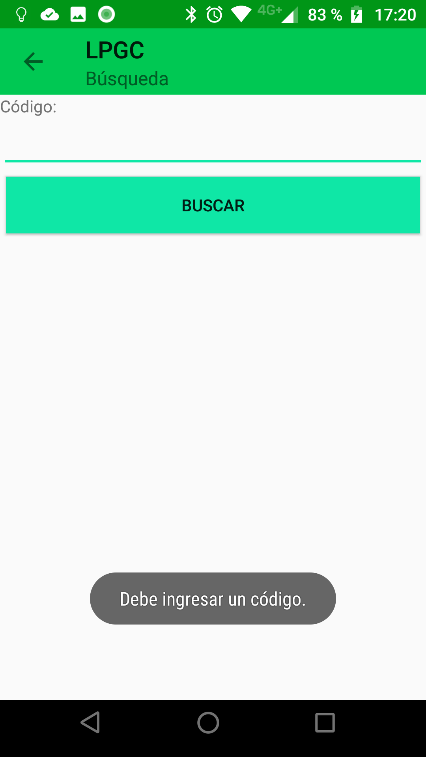 4G+ 83 % 17:20
LPGC
Búsqueda
Código:
BUSCAR
Debe ingresar un código.